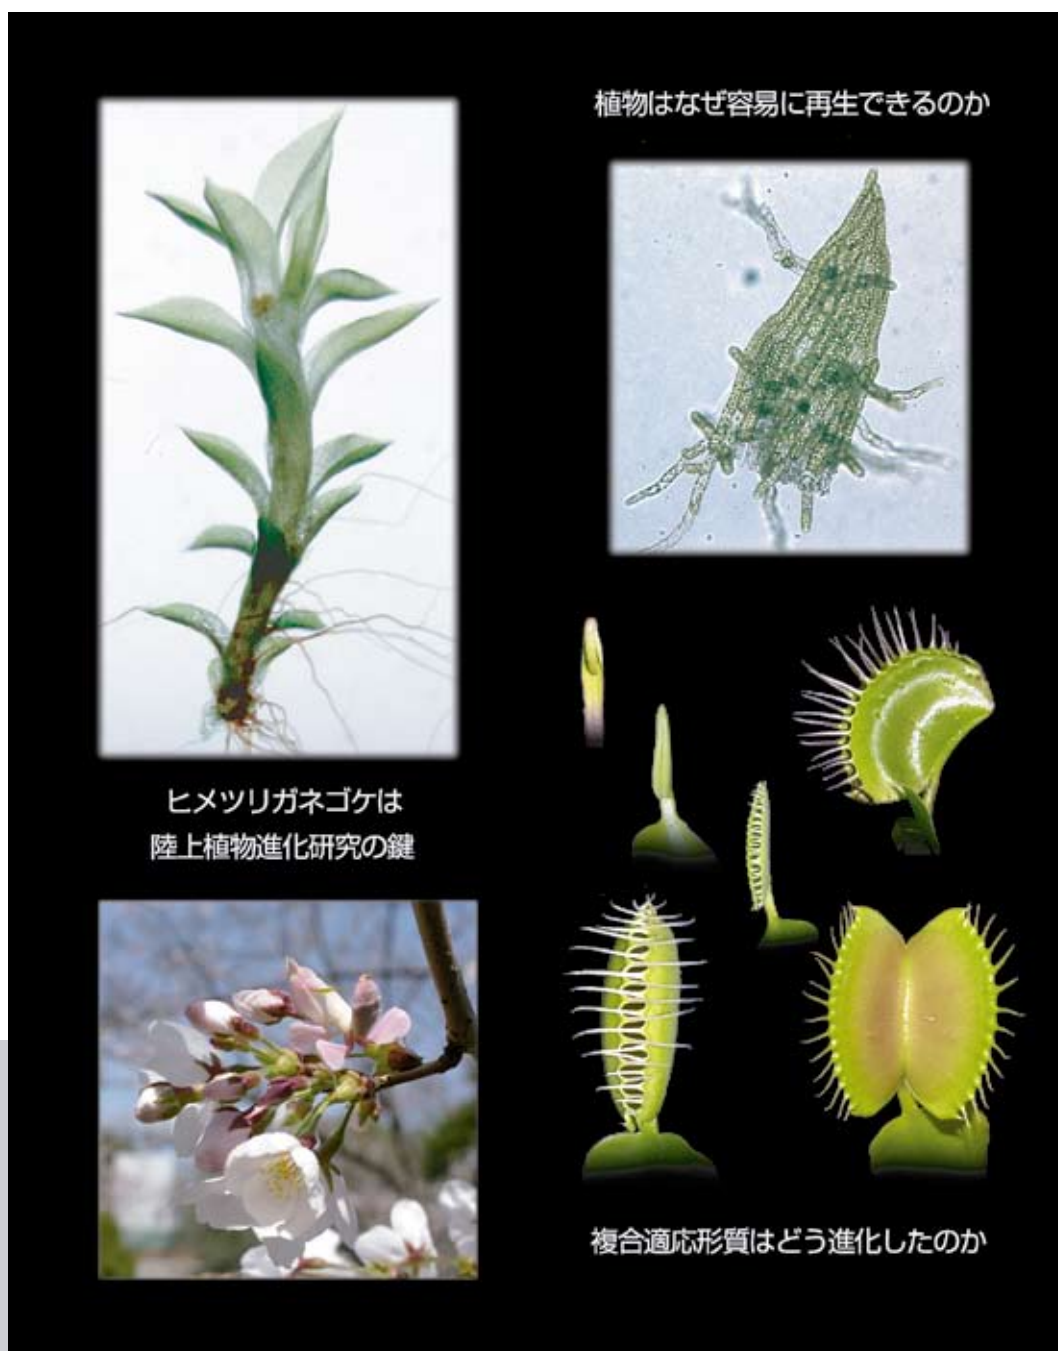 植物はなぜ容易に再生できるのか
ヒメツリガネゴケは
陸上植物進化研究の鍵
複合適応形質はどう進化したのか